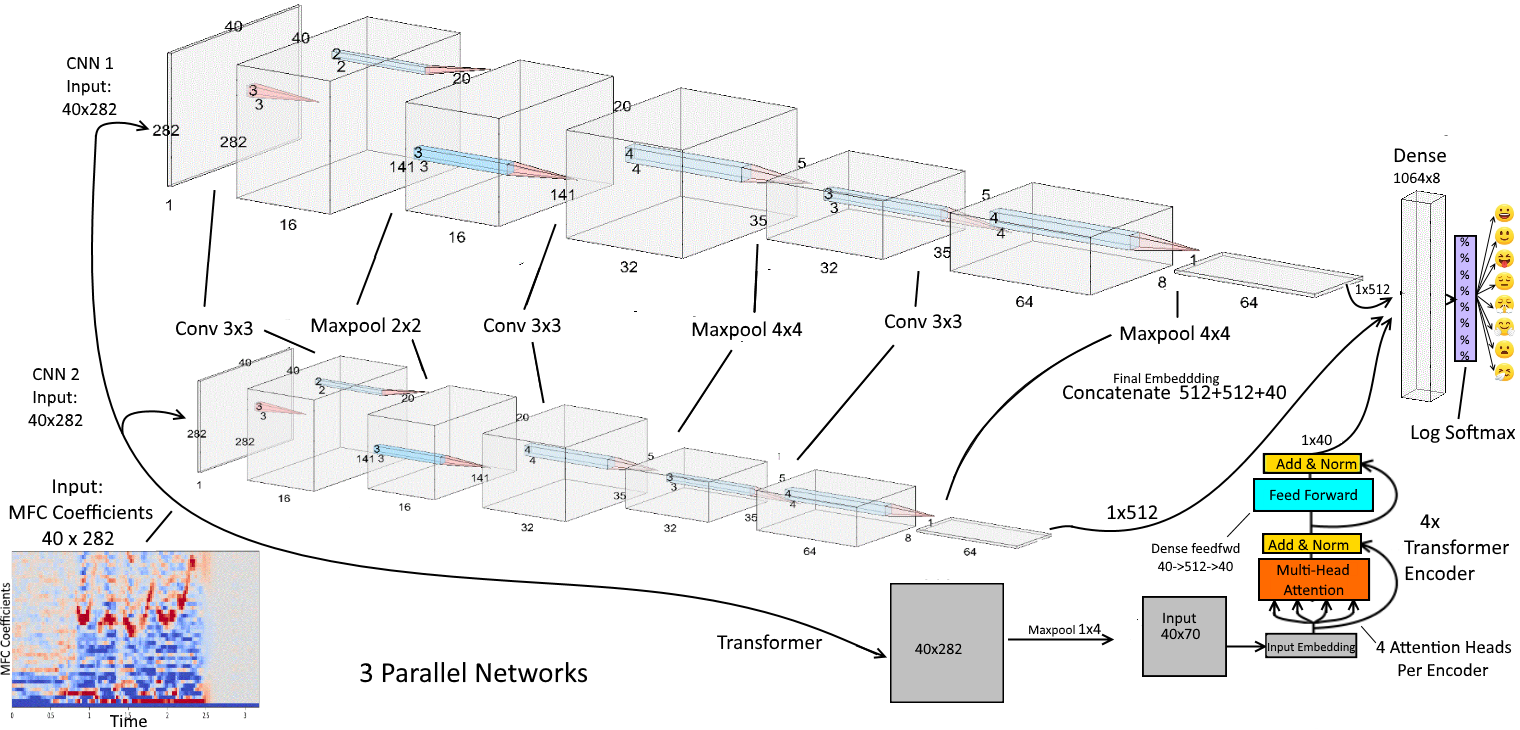 CNN 1
Input:
40x282
40
40
282
282
1
3
3
16
2
2
20
141
3
3
16
141
20
4
4
32
5
35
3
3
32
5
35
4
4
64
1
8
64
1x512
Conv 3x3
Maxpool 2x2
Conv 3x3
Maxpool 4x4
Conv 3x3
Maxpool 4x4
Dense
1064x8
%
%
%
%
%
%
%
%
Log Softmax
CNN 2
Input:
40x282
40
40
282
282
1
3
3
16
2
2
20
141
3
3
16
141
20
4
4
32
5
35
3
3
32
5
35
4
4
64
1
8
64
1x512
Final Embeddding
Concatenate 512+512+40
1x40
Add & Norm
Feed Forward
Add & Norm
Multi-Head
Attention
Input Embedding
Dense feedfwd
40->512->40
4x
Transformer
Encoder
4 Attention Heads
Per Encoder
Input:
MFC Coefficients
40 x 282
MFC Coefficients
0 0.5 1 1.5 2 2.5 3
Time
3 Parallel Networks
Transformer
40x282
Maxpool 1x4
Input
40x70